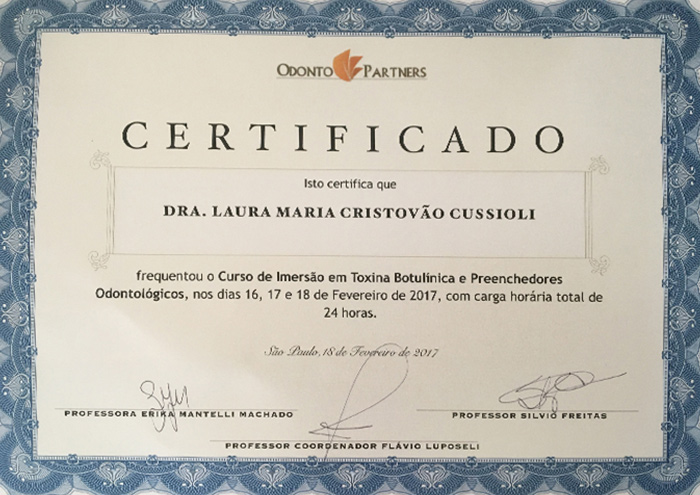 ODONTO PARTNERS
CERTIFICADO
Isto certifica que
DRA. LAURA MARIA CRISTOVÃO CUSSIOLI
frequentou o Curso de Imersão em Toxina Botulínica e Preenchedores
Odontológicos, nos dias 16, 17 e 18 de Fevereiro de 2017, com carga horária total de
24 horas.
São Paulo, 18 de Fevereiro de 2017
PROFESSORA ERIKA MANTELLI MACHADO
PROFESSOR SILVIO FREITAS
PROFESSOR COORDENADOR FLÁVIO LUPOSELI